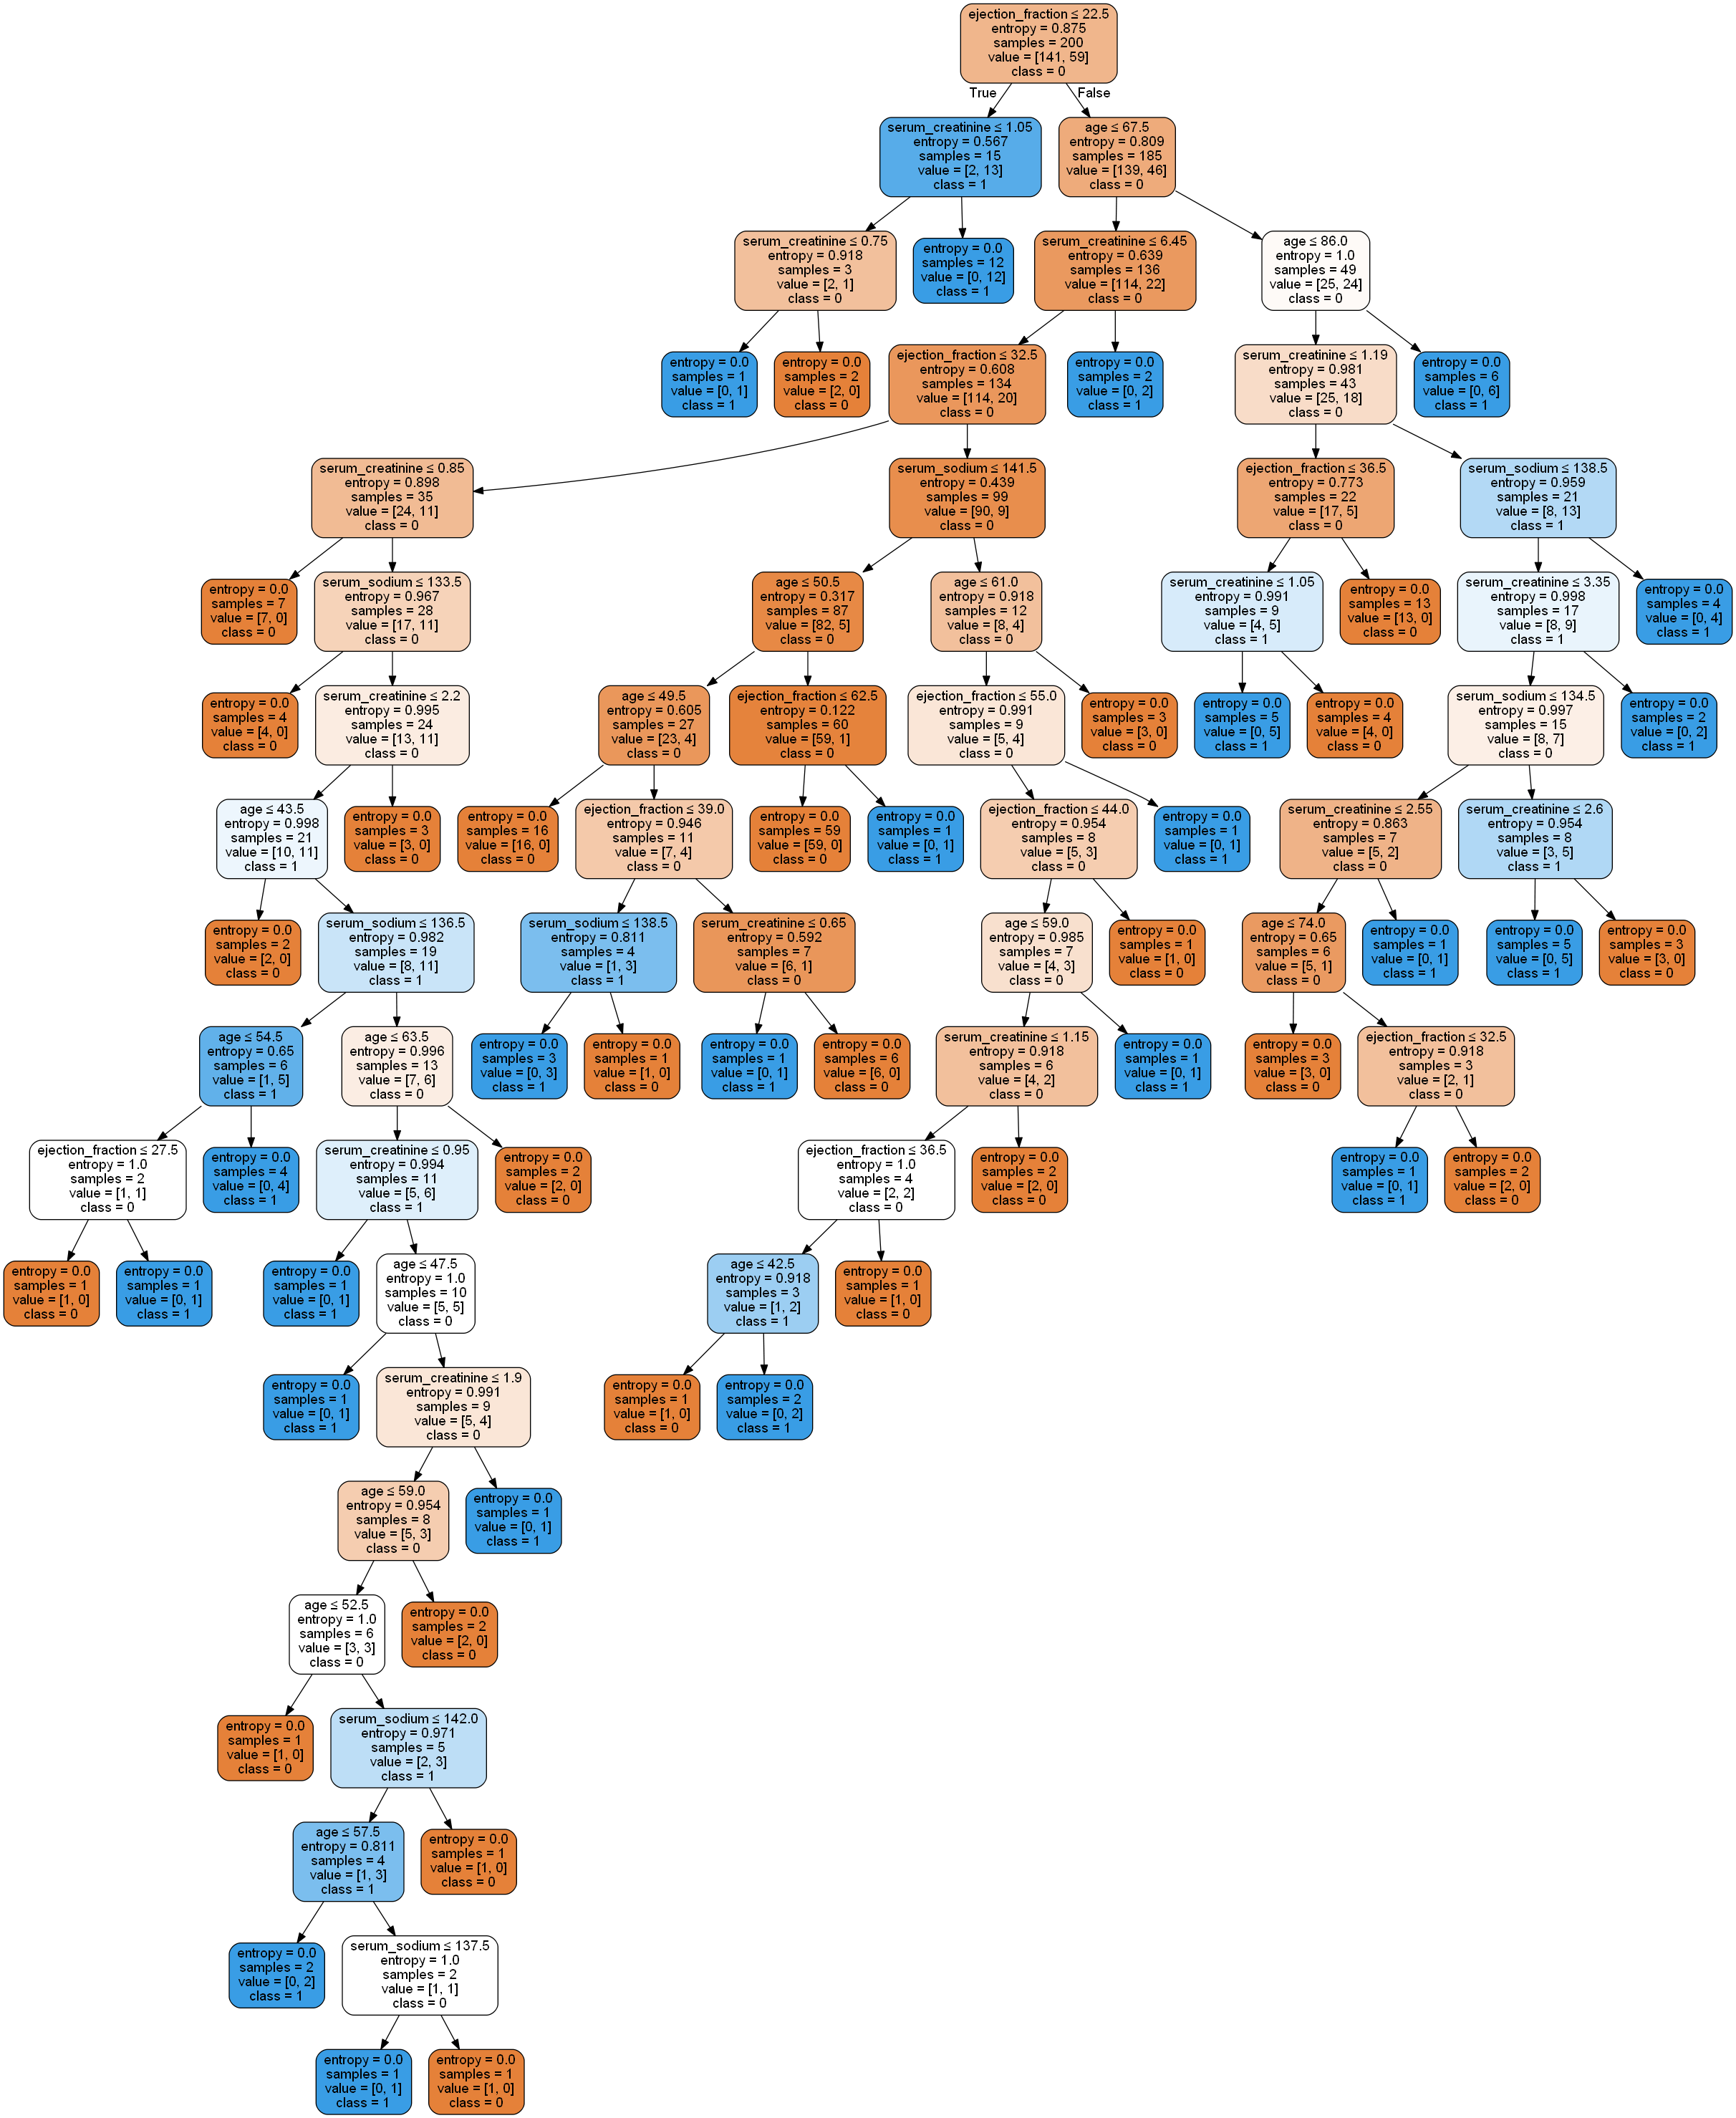 ejection_fraction ≤ 22.5
entropy = 0.875
samples = 200
value = [141, 59]
class = 0
True
False
serum_creatinine ≤ 1.05
entropy = 0.567
samples = 15
value = [2, 13]
class = 1
age ≤ 67.5
entropy = 0.809
samples = 185
value = [139, 46]
class = 0
serum_creatinine ≤ 0.75
entropy = 0.918
samples = 3
value = [2, 1]
class = 0
entropy = 0.0
samples = 12
value = [0, 12]
class = 1
serum_creatinine ≤ 6.45
entropy = 0.639
samples = 136
value = [114, 22]
class = 0
age ≤ 86.0
entropy = 1.0
samples = 49
value = [25, 24]
class = 0
entropy = 0.0
samples = 1
value = [0, 1]
class = 1
entropy = 0.0
samples = 2
value = [2, 0]
class = 0
ejection_fraction ≤ 32.5
entropy = 0.608
samples = 134
value = [114, 20]
class = 0
entropy = 0.0
samples = 2
value = [0, 2]
class = 1
serum_creatinine ≤ 1.19
entropy = 0.981
samples = 43
value = [25, 18]
class = 0
entropy = 0.0
samples = 6
value = [0, 6]
class = 1
serum_creatinine ≤ 0.85
entropy = 0.898
samples = 35
value = [24, 11]
class = 0
serum_sodium ≤ 141.5
entropy = 0.439
samples = 99
value = [90, 9]
class = 0
ejection_fraction ≤ 36.5
entropy = 0.773
samples = 22
value = [17, 5]
class = 0
serum_sodium ≤ 138.5
entropy = 0.959
samples = 21
value = [8, 13]
class = 1
entropy = 0.0
samples = 7
value = [7, 0]
class = 0
serum_sodium ≤ 133.5
entropy = 0.967
samples = 28
value = [17, 11]
class = 0
age ≤ 50.5
entropy = 0.317
samples = 87
value = [82, 5]
class = 0
age ≤ 61.0
entropy = 0.918
samples = 12
value = [8, 4]
class = 0
serum_creatinine ≤ 1.05
entropy = 0.991
samples = 9
value = [4, 5]
class = 1
entropy = 0.0
samples = 13
value = [13, 0]
class = 0
serum_creatinine ≤ 3.35
entropy = 0.998
samples = 17
value = [8, 9]
class = 1
entropy = 0.0
samples = 4
value = [0, 4]
class = 1
entropy = 0.0
samples = 4
value = [4, 0]
class = 0
serum_creatinine ≤ 2.2
entropy = 0.995
samples = 24
value = [13, 11]
class = 0
age ≤ 49.5
entropy = 0.605
samples = 27
value = [23, 4]
class = 0
ejection_fraction ≤ 62.5
entropy = 0.122
samples = 60
value = [59, 1]
class = 0
ejection_fraction ≤ 55.0
entropy = 0.991
samples = 9
value = [5, 4]
class = 0
entropy = 0.0
samples = 3
value = [3, 0]
class = 0
entropy = 0.0
samples = 5
value = [0, 5]
class = 1
entropy = 0.0
samples = 4
value = [4, 0]
class = 0
serum_sodium ≤ 134.5
entropy = 0.997
samples = 15
value = [8, 7]
class = 0
entropy = 0.0
samples = 2
value = [0, 2]
class = 1
age ≤ 43.5
entropy = 0.998
samples = 21
value = [10, 11]
class = 1
entropy = 0.0
samples = 3
value = [3, 0]
class = 0
entropy = 0.0
samples = 16
value = [16, 0]
class = 0
ejection_fraction ≤ 39.0
entropy = 0.946
samples = 11
value = [7, 4]
class = 0
entropy = 0.0
samples = 59
value = [59, 0]
class = 0
entropy = 0.0
samples = 1
value = [0, 1]
class = 1
ejection_fraction ≤ 44.0
entropy = 0.954
samples = 8
value = [5, 3]
class = 0
entropy = 0.0
samples = 1
value = [0, 1]
class = 1
serum_creatinine ≤ 2.55
entropy = 0.863
samples = 7
value = [5, 2]
class = 0
serum_creatinine ≤ 2.6
entropy = 0.954
samples = 8
value = [3, 5]
class = 1
entropy = 0.0
samples = 2
value = [2, 0]
class = 0
serum_sodium ≤ 136.5
entropy = 0.982
samples = 19
value = [8, 11]
class = 1
serum_sodium ≤ 138.5
entropy = 0.811
samples = 4
value = [1, 3]
class = 1
serum_creatinine ≤ 0.65
entropy = 0.592
samples = 7
value = [6, 1]
class = 0
age ≤ 59.0
entropy = 0.985
samples = 7
value = [4, 3]
class = 0
entropy = 0.0
samples = 1
value = [1, 0]
class = 0
age ≤ 74.0
entropy = 0.65
samples = 6
value = [5, 1]
class = 0
entropy = 0.0
samples = 1
value = [0, 1]
class = 1
entropy = 0.0
samples = 5
value = [0, 5]
class = 1
entropy = 0.0
samples = 3
value = [3, 0]
class = 0
age ≤ 54.5
entropy = 0.65
samples = 6
value = [1, 5]
class = 1
age ≤ 63.5
entropy = 0.996
samples = 13
value = [7, 6]
class = 0
entropy = 0.0
samples = 3
value = [0, 3]
class = 1
entropy = 0.0
samples = 1
value = [1, 0]
class = 0
entropy = 0.0
samples = 1
value = [0, 1]
class = 1
entropy = 0.0
samples = 6
value = [6, 0]
class = 0
serum_creatinine ≤ 1.15
entropy = 0.918
samples = 6
value = [4, 2]
class = 0
entropy = 0.0
samples = 1
value = [0, 1]
class = 1
entropy = 0.0
samples = 3
value = [3, 0]
class = 0
ejection_fraction ≤ 32.5
entropy = 0.918
samples = 3
value = [2, 1]
class = 0
ejection_fraction ≤ 27.5
entropy = 1.0
samples = 2
value = [1, 1]
class = 0
entropy = 0.0
samples = 4
value = [0, 4]
class = 1
serum_creatinine ≤ 0.95
entropy = 0.994
samples = 11
value = [5, 6]
class = 1
entropy = 0.0
samples = 2
value = [2, 0]
class = 0
ejection_fraction ≤ 36.5
entropy = 1.0
samples = 4
value = [2, 2]
class = 0
entropy = 0.0
samples = 2
value = [2, 0]
class = 0
entropy = 0.0
samples = 1
value = [0, 1]
class = 1
entropy = 0.0
samples = 2
value = [2, 0]
class = 0
entropy = 0.0
samples = 1
value = [1, 0]
class = 0
entropy = 0.0
samples = 1
value = [0, 1]
class = 1
entropy = 0.0
samples = 1
value = [0, 1]
class = 1
age ≤ 47.5
entropy = 1.0
samples = 10
value = [5, 5]
class = 0
age ≤ 42.5
entropy = 0.918
samples = 3
value = [1, 2]
class = 1
entropy = 0.0
samples = 1
value = [1, 0]
class = 0
entropy = 0.0
samples = 1
value = [0, 1]
class = 1
serum_creatinine ≤ 1.9
entropy = 0.991
samples = 9
value = [5, 4]
class = 0
entropy = 0.0
samples = 1
value = [1, 0]
class = 0
entropy = 0.0
samples = 2
value = [0, 2]
class = 1
age ≤ 59.0
entropy = 0.954
samples = 8
value = [5, 3]
class = 0
entropy = 0.0
samples = 1
value = [0, 1]
class = 1
age ≤ 52.5
entropy = 1.0
samples = 6
value = [3, 3]
class = 0
entropy = 0.0
samples = 2
value = [2, 0]
class = 0
entropy = 0.0
samples = 1
value = [1, 0]
class = 0
serum_sodium ≤ 142.0
entropy = 0.971
samples = 5
value = [2, 3]
class = 1
age ≤ 57.5
entropy = 0.811
samples = 4
value = [1, 3]
class = 1
entropy = 0.0
samples = 1
value = [1, 0]
class = 0
entropy = 0.0
samples = 2
value = [0, 2]
class = 1
serum_sodium ≤ 137.5
entropy = 1.0
samples = 2
value = [1, 1]
class = 0
entropy = 0.0
samples = 1
value = [0, 1]
class = 1
entropy = 0.0
samples = 1
value = [1, 0]
class = 0